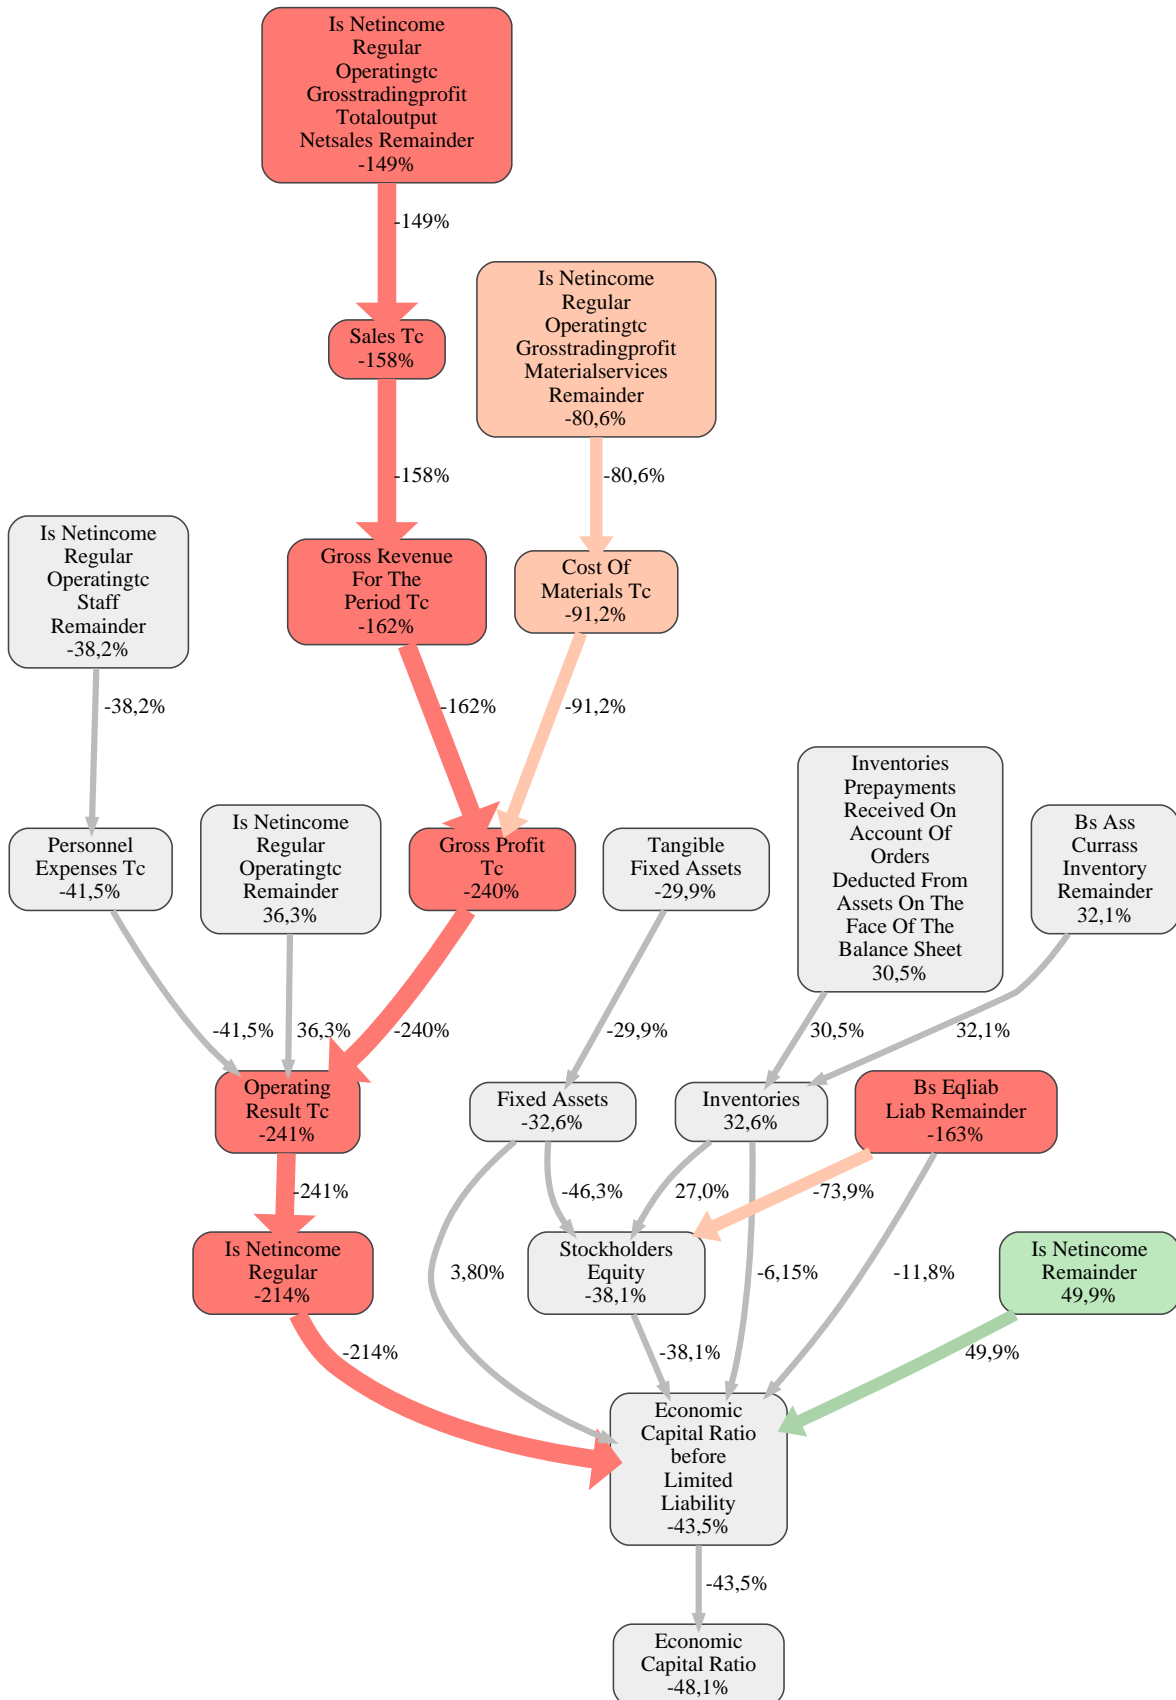 Is Netincome
Regular
Operatingtc
Grosstradingprofit
Totaloutput
Netsales Remainder
-149%
-149%
Sales Tc
-158%
Is Netincome
Regular
Operatingtc
Grosstradingprofit
Materialservices
Remainder
-80,6%
-158%
-80,6%
Is Netincome
Regular
Operatingtc
Staff
Remainder
-38,2%
Gross Revenue
For The
Period Tc
-162%
Cost Of
Materials Tc
-91,2%
-38,2%
-162%
-91,2%
Inventories
Prepayments
Received On
Account Of
Orders
Deducted From
Assets On The
Face Of The
Balance Sheet
30,5%
Personnel
Expenses Tc
-41,5%
Is Netincome
Regular
Operatingtc
Remainder
36,3%
Gross Profit
Tc
-240%
Tangible
Fixed Assets
-29,9%
Bs Ass
Currass
Inventory
Remainder
32,1%
-41,5%
36,3%
-240%
-29,9%
30,5%
32,1%
Operating
Result Tc
-241%
Fixed Assets
-32,6%
Inventories
32,6%
Bs Eqliab
Liab Remainder
-163%
-241%
-46,3%
27,0%
-73,9%
Is Netincome
Regular
-214%
3,80%
Stockholders
Equity
-38,1%
-6,15%
-11,8%
Is Netincome
Remainder
49,9%
-214%
-38,1%
49,9%
Economic
Capital Ratio
before
Limited
Liability
-43,5%
-43,5%
Economic
Capital Ratio
-48,1%